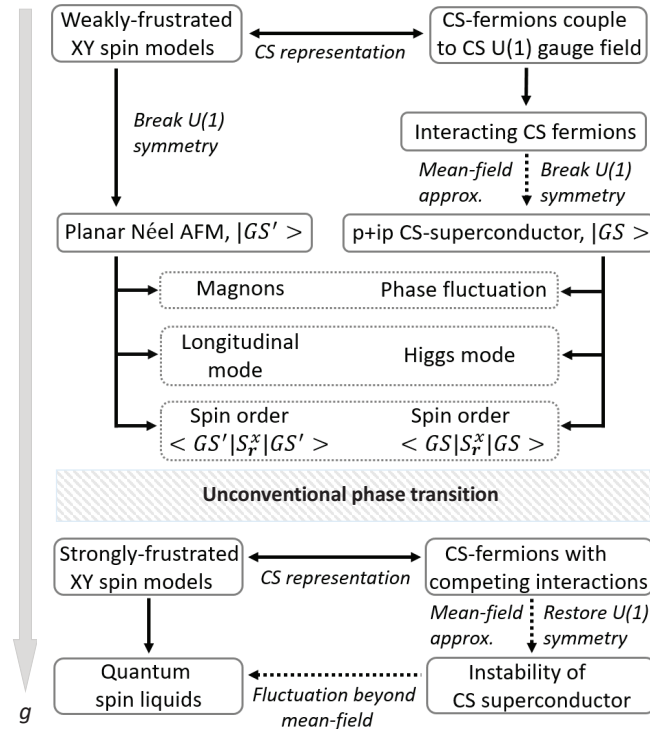 Weakly-frustrated
XY spin models
CS representation
CS-fermions couple
to CS U(1) gauge field
Break U(1)
symmetry
Interacting CS fermions
Mean-field
approx.
Break U(1)
symmetry
Planar Néel AFM, |GS' >
p+ip CS-superconductor, |GS >
Magnons
Phase fluctuation
Longitudinal
mode
Higgs mode
Spin order
< GS'|S_r^x|GS' >
Spin order
< GS|S_r^x|GS >
Unconventional phase transition
Strongly-frustrated
XY spin models
CS representation
CS-fermions with
competing interactions
Mean-field
approx.
Restore U(1)
symmetry
Quantum
spin liquids
Fluctuation beyond
mean-field
Instability of
CS superconductor
g